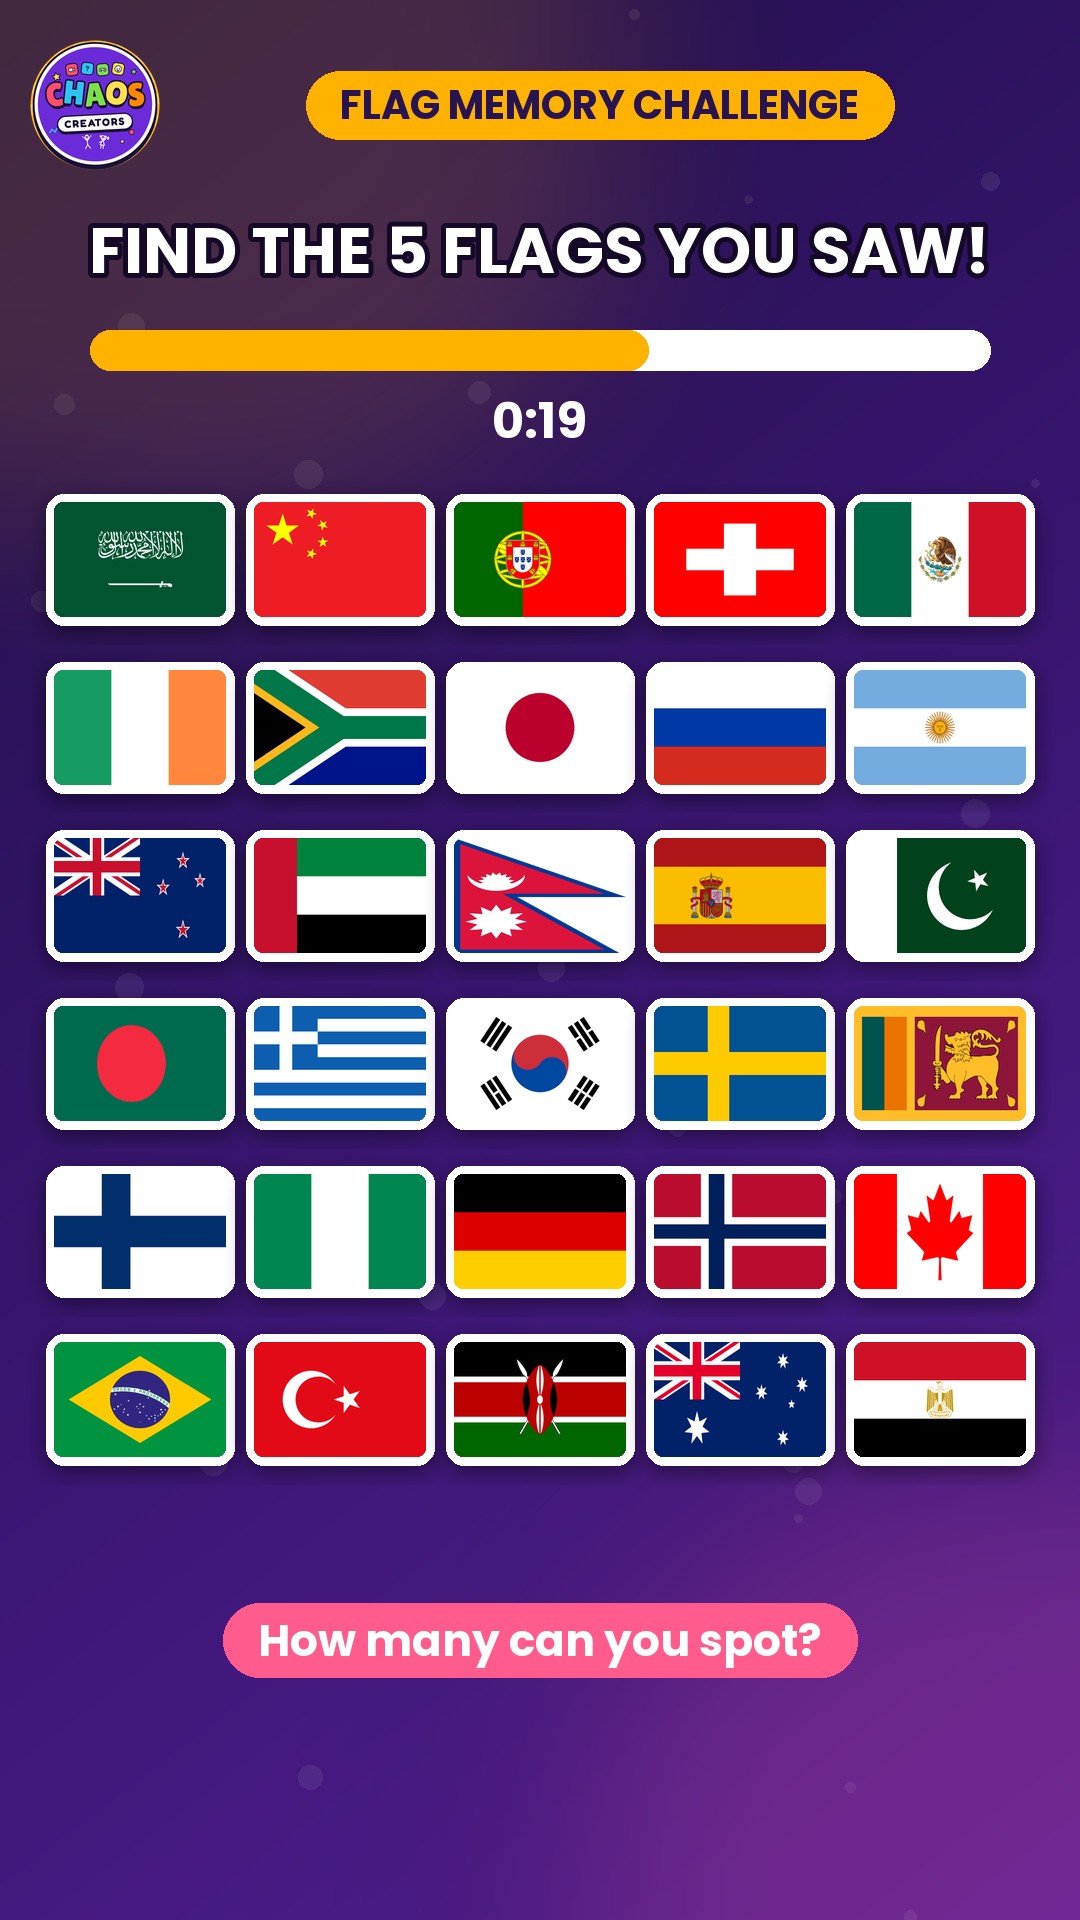 CHAOS
CREATORS
FLAG MEMORY CHALLENGE
FIND THE 5 FLAGS YOU SAW!
0:19
How many can you spot?